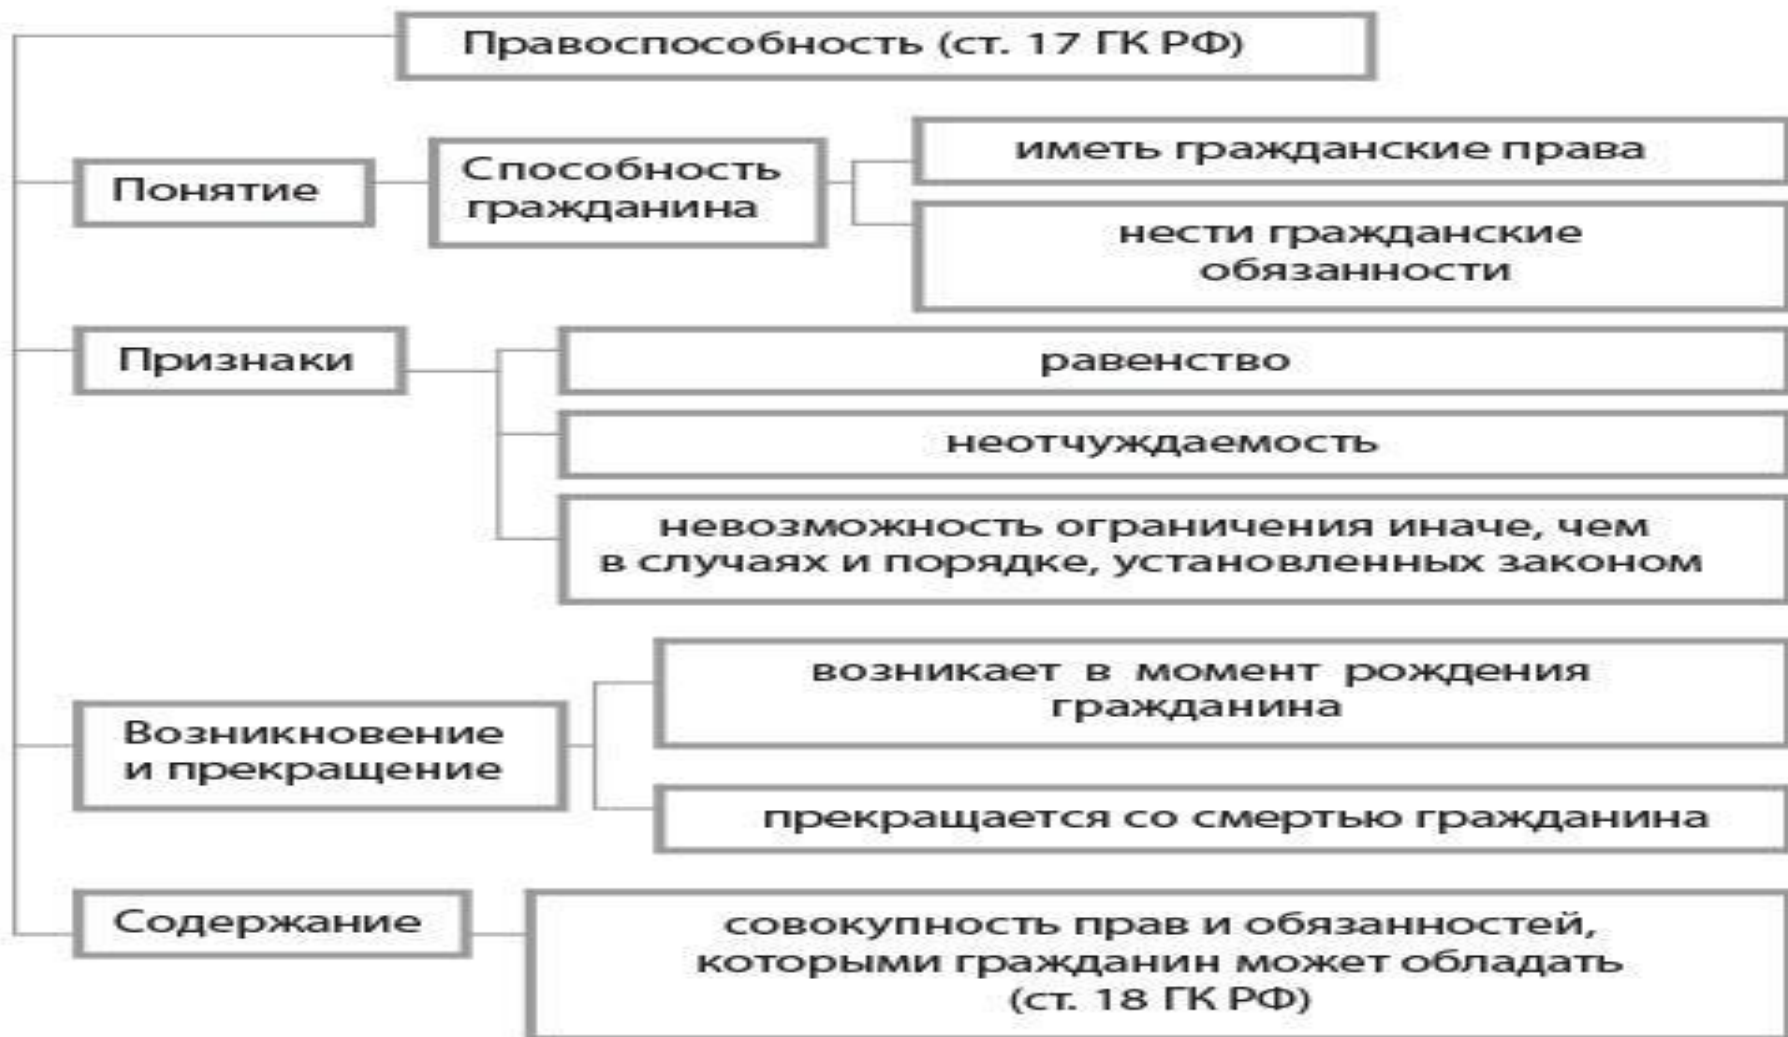 Правоспособность (ст. 17 ГК РФ)
Понятие
Способность
гражданина
иметь гражданские права
нести гражданские
обязанности
Признаки
равенство
неотчуждаемость
невозможность ограничения иначе, чем
в случаях и порядке, установленных законом
Возникновение
и прекращение
возникает в момент рождения
гражданина
прекращается со смертью гражданина
Содержание
совокупность прав и обязанностей,
которыми гражданин может обладать
(ст. 18 ГК РФ)